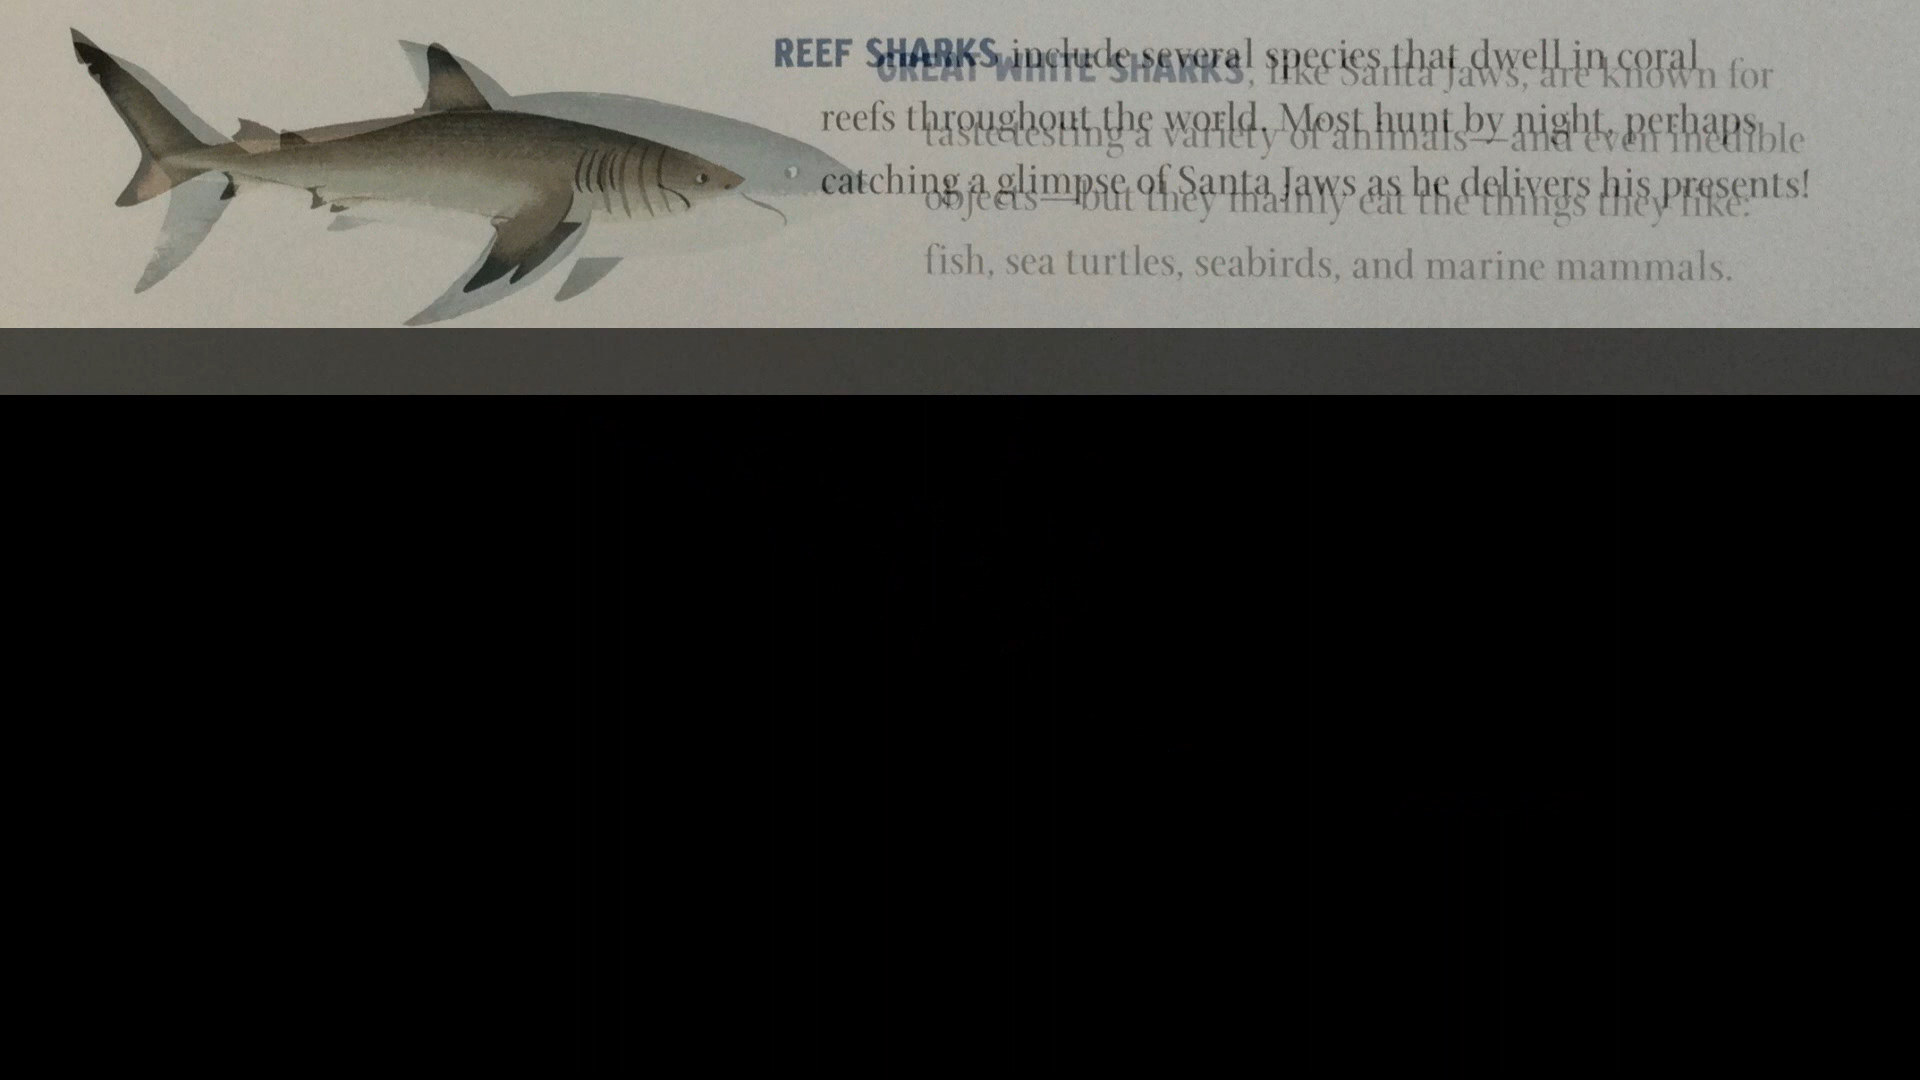 REEF SHARKS include several species that dwell in coral
reefs throughout the world. Most hunt by night, perhaps
catching a glimpse of Santa Jaws as he delivers his presents!
GREAT WHITE SHARKS, like Santa Jaws, are known for
taste-testing a variety of animals—and even inedible
objects—but they mainly eat the things they like:
fish, sea turtles, seabirds, and marine mammals.